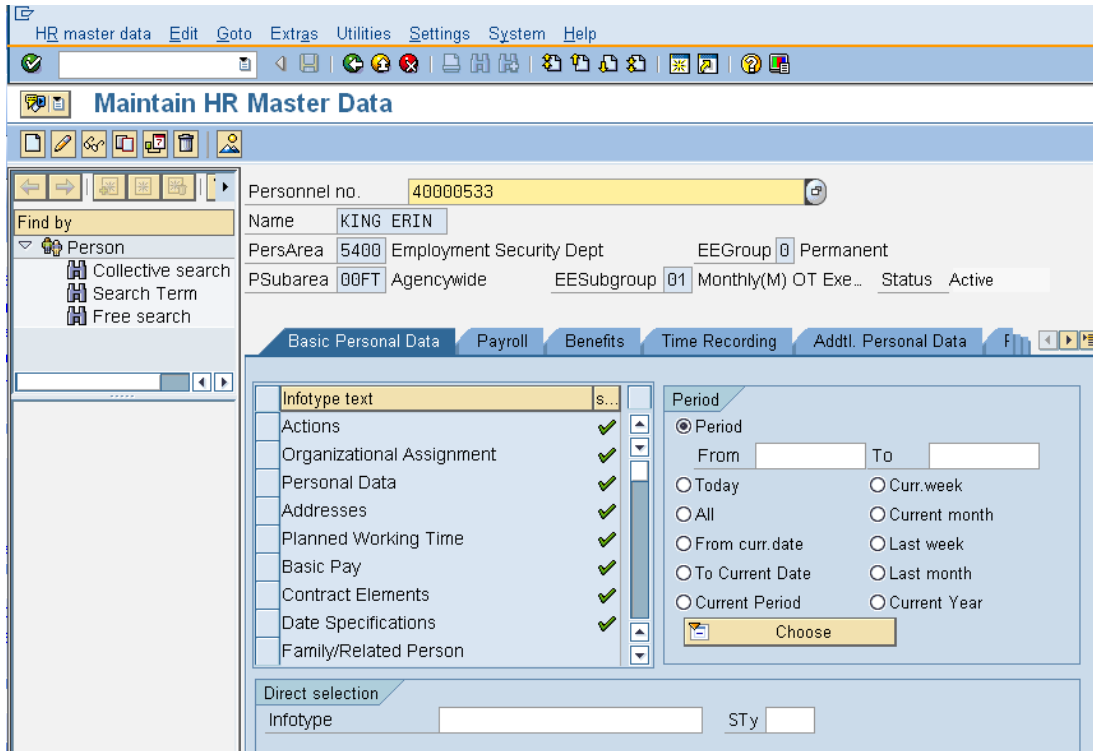 HR master data Edit Goto Extras Utilities Settings System Help
Maintain HR Master Data
Find by
Person
Collective search
Search Term
Free search
Personnel no. 40000533
Name KING ERIN
PersArea 5400 Employment Security Dept EEGroup 0 Permanent
PSubarea 00FT Agencywide EESubgroup 01 Monthly(M) OT Exe… Status Active
Basic Personal Data Payroll Benefits Time Recording Addtl. Personal Data
Infotype text s...
Actions
Organizational Assignment
Personal Data
Addresses
Planned Working Time
Basic Pay
Contract Elements
Date Specifications
Family/Related Person
Period
Period
From To
Today Curr.week
All Current month
From curr.date Last week
To Current Date Last month
Current Period Current Year
Choose
Direct selection
Infotype STy